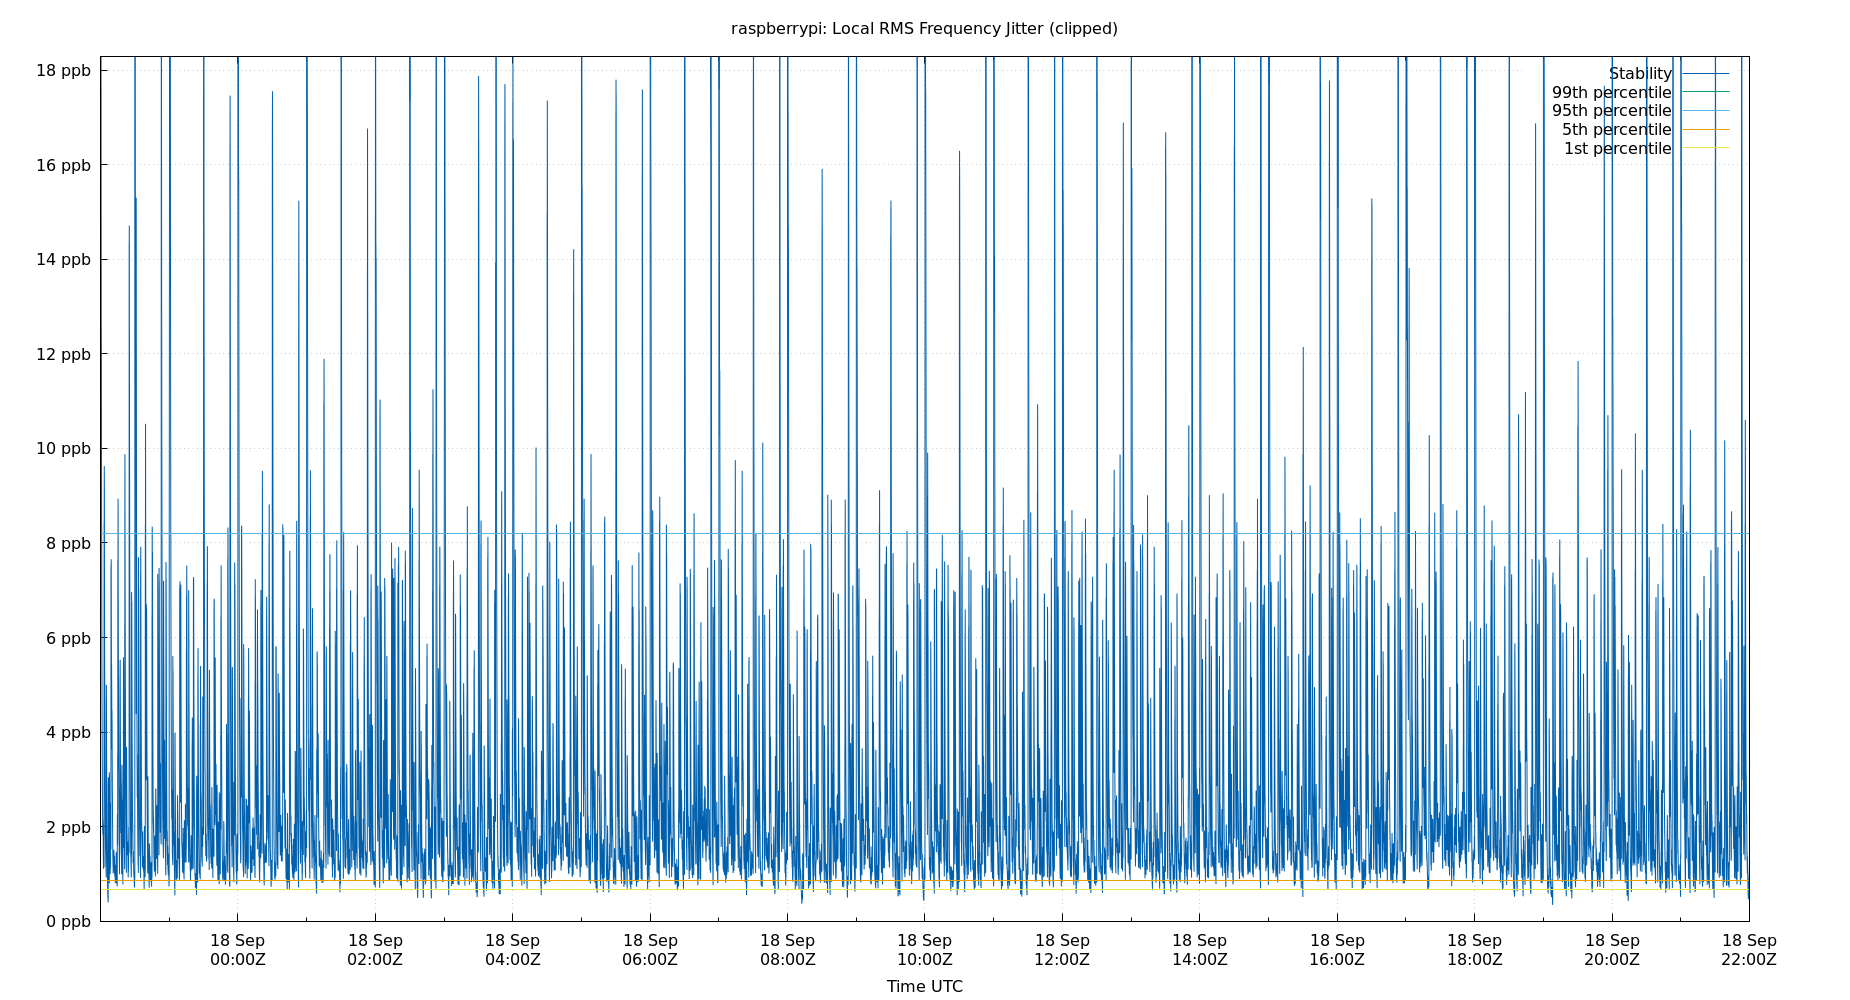 raspberrypi: Local RMS Frequency Jitter (clipped)
18 ppb
16 ppb
14 ppb
12 ppb
10 ppb
8 ppb
6 ppb
4 ppb
2 ppb
0 ppb
Stability
99th percentile
95th percentile
5th percentile
1st percentile
18 Sep 18 Sep 18 Sep 18 Sep 18 Sep 18 Sep 18 Sep 18 Sep 18 Sep 18 Sep 18 Sep 18 Sep
00:00Z 02:00Z 04:00Z 06:00Z 08:00Z 10:00Z 12:00Z 14:00Z 16:00Z 18:00Z 20:00Z 22:00Z
Time UTC